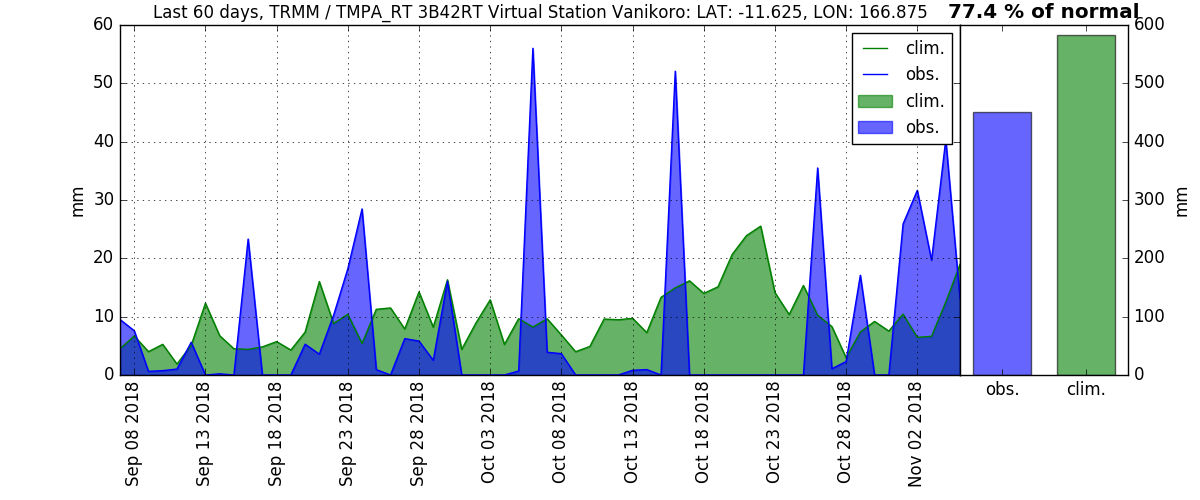 Last 60 days, TRMM / TMPA_RT 3B42RT Virtual Station Vanikoro: LAT: -11.625, LON: 166.875
77.4 % of normal
60
50
40
30
20
10
0
mm
clim.
obs.
clim.
obs.
600
500
400
300
200
100
0
mm
Sep 08 2018
Sep 13 2018
Sep 18 2018
Sep 23 2018
Sep 28 2018
Oct 03 2018
Oct 08 2018
Oct 13 2018
Oct 18 2018
Oct 23 2018
Oct 28 2018
Nov 02 2018
obs.
clim.